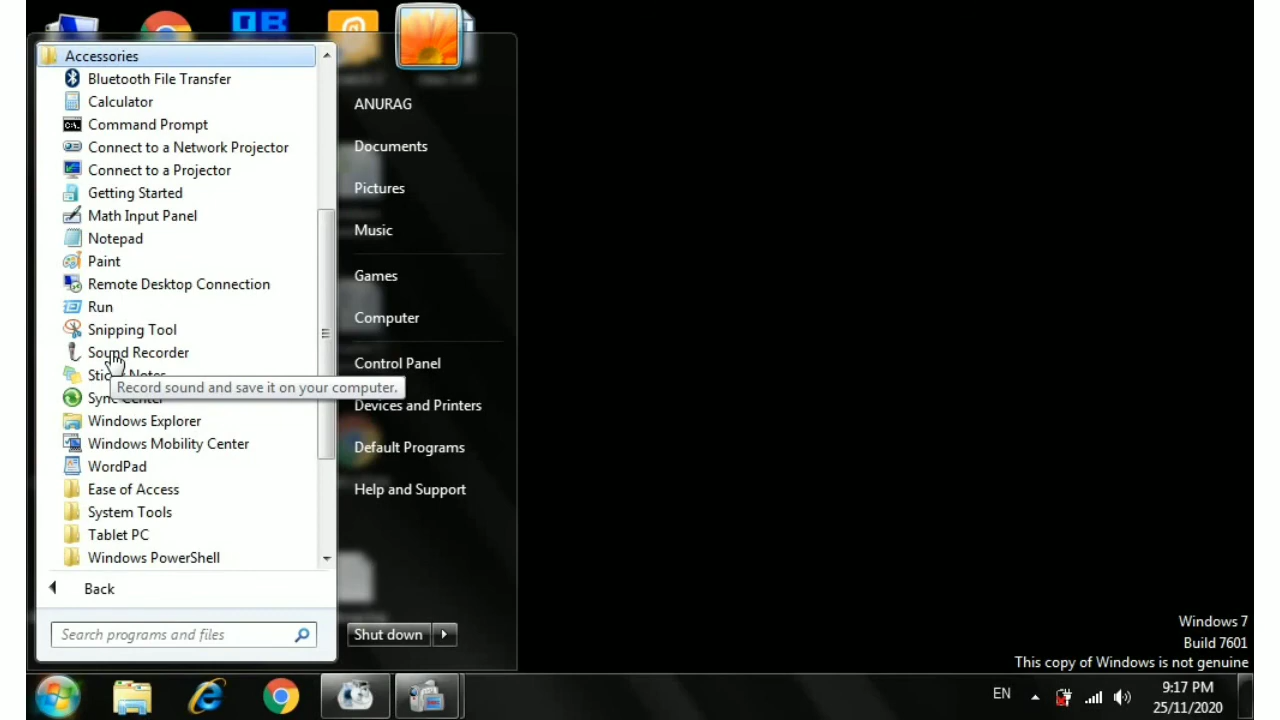 Accessories
Bluetooth File Transfer
Calculator
Command Prompt
Connect to a Network Projector
Connect to a Projector
Getting Started
Math Input Panel
Notepad
Paint
Remote Desktop Connection
Run
Snipping Tool
Sound Recorder
Sticky Notes
Record sound and save it on your computer.
Sync Center
Windows Explorer
Windows Mobility Center
WordPad
Ease of Access
System Tools
Tablet PC
Windows PowerShell
Back
Search programs and files
ANURAG
Documents
Pictures
Music
Games
Computer
Control Panel
Devices and Printers
Default Programs
Help and Support
Shut down
Windows 7
Build 7601
This copy of Windows is not genuine
EN
9:17 PM
25/11/2020